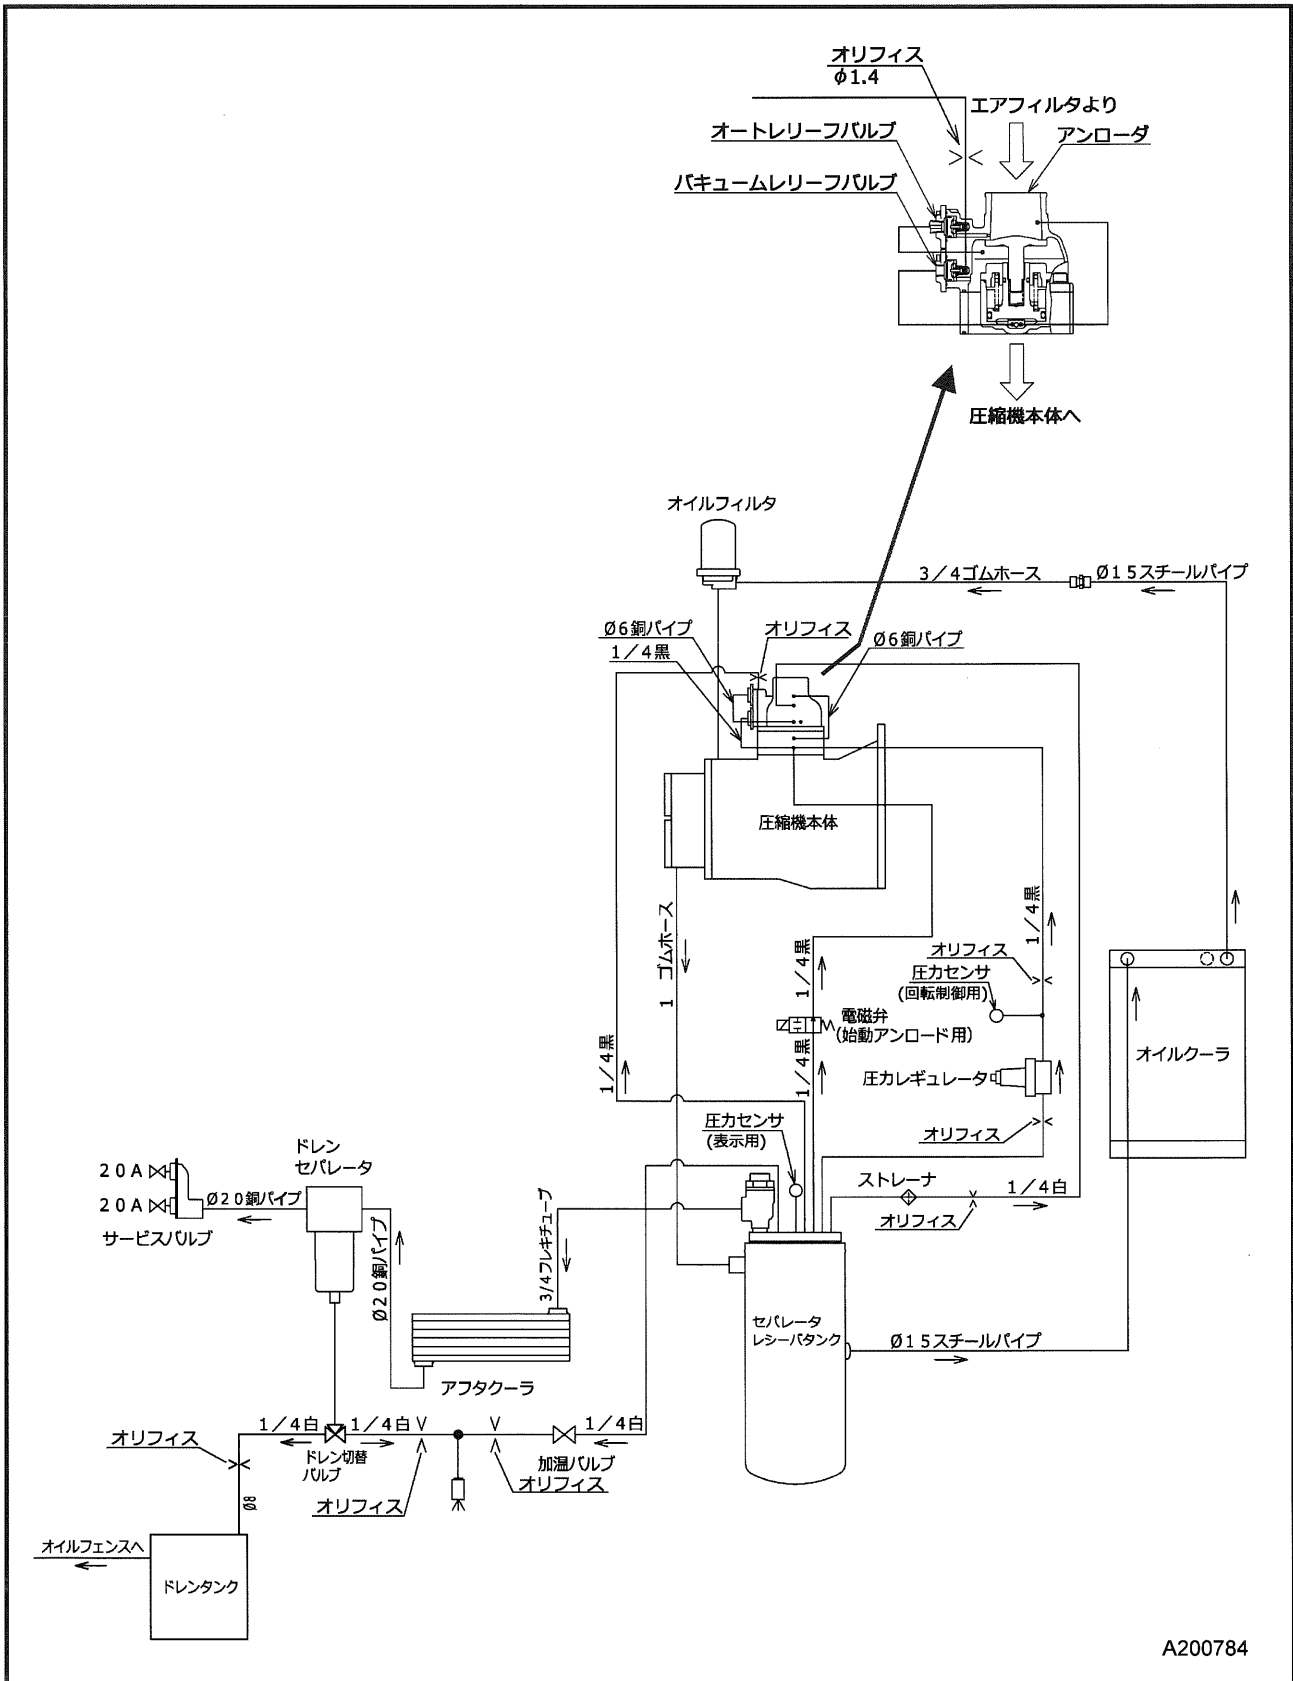 オリフィス
φ1.4
エアフィルタより
オートレリーフバルブ
アンローダ
バキュームレリーフバルブ
圧縮機本体へ
オイルフィルタ
3/4ゴムホース
Ø15スチールパイプ
Ø6銅パイプ
オリフィス
Ø6銅パイプ
1/4黒
圧縮機本体
1 ゴムホース
1/4黒
1/4黒
オリフィス
圧力センサ
(回転制御用)
電磁弁
(始動アンロード用)
1/4黒
1/4黒
オイルクーラ
圧力レギュレータ
オリフィス
圧力センサ
(表示用)
ドレン
セパレータ
20A
20A
Ø20銅パイプ
サービスバルブ
ストレーナ
1/4白
オリフィス
3/4フレキチューブ
Ø20銅パイプ
セパレータ
レシーバタンク
Ø15スチールパイプ
アフタクーラ
1/4白
1/4白
1/4白
オリフィス
ドレン切替
バルブ
加温バルブ
オリフィス
オリフィス
Ø8
オイルフェンスへ
ドレンタンク
A200784